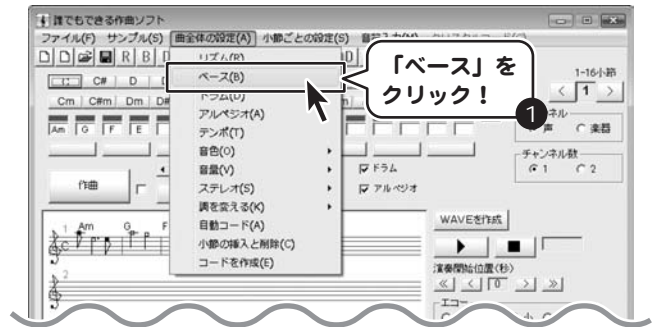 誰でもできる作曲ソフト
ファイル(F) サンプル(S) 曲全体の設定(A) 小節ごとの設定(S)
リズム(R)
ベース(B)
ドラム(D)
アルペジオ(A)
テンポ(T)
音色(O)
音量(V)
ステレオ(S)
調を変える(K)
自動コード(A)
小節の挿入と削除(C)
コードを作成(E)
「ベース」を
クリック！
1
R B
C C# D
Cm C#m Dm D#
Am G F E
作曲
ドラム
アルペジオ
1-16小節
< 1 >
声 楽器
チャンネル数
1 2
WAVEを作成
演奏開始位置(秒)
≪ < 0 > ≫
エコー
1 Am G F
2